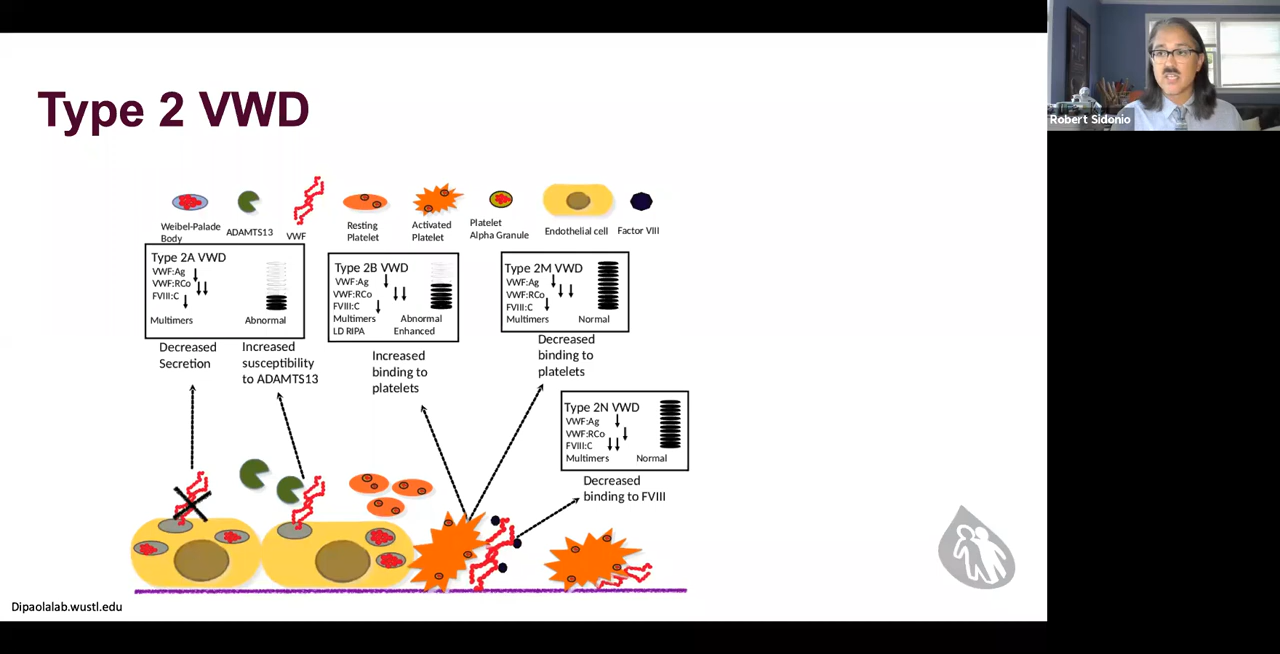 Type 2 VWD
Robert Sidonio
Weibel-Palade
Body
ADAMTS13
VWF
Resting
Platelet
Activated
Platelet
Platelet
Alpha Granule
Endothelial cell
Factor VIII
Type 2A VWD
VWF:Ag
VWF:RCo
FVIII:C
Multimers Abnormal
Decreased
Secretion
Increased
susceptibility
to ADAMTS13
Type 2B VWD
VWF:Ag
VWF:RCo
FVIII:C
Multimers Abnormal
LD RIPA Enhanced
Increased
binding to
platelets
Type 2M VWD
VWF:Ag
VWF:RCo
FVIII:C
Multimers Normal
Decreased
binding to
platelets
Type 2N VWD
VWF:Ag
VWF:RCo
FVIII:C
Multimers Normal
Decreased
binding to FVIII
Dipaolalab.wustl.edu